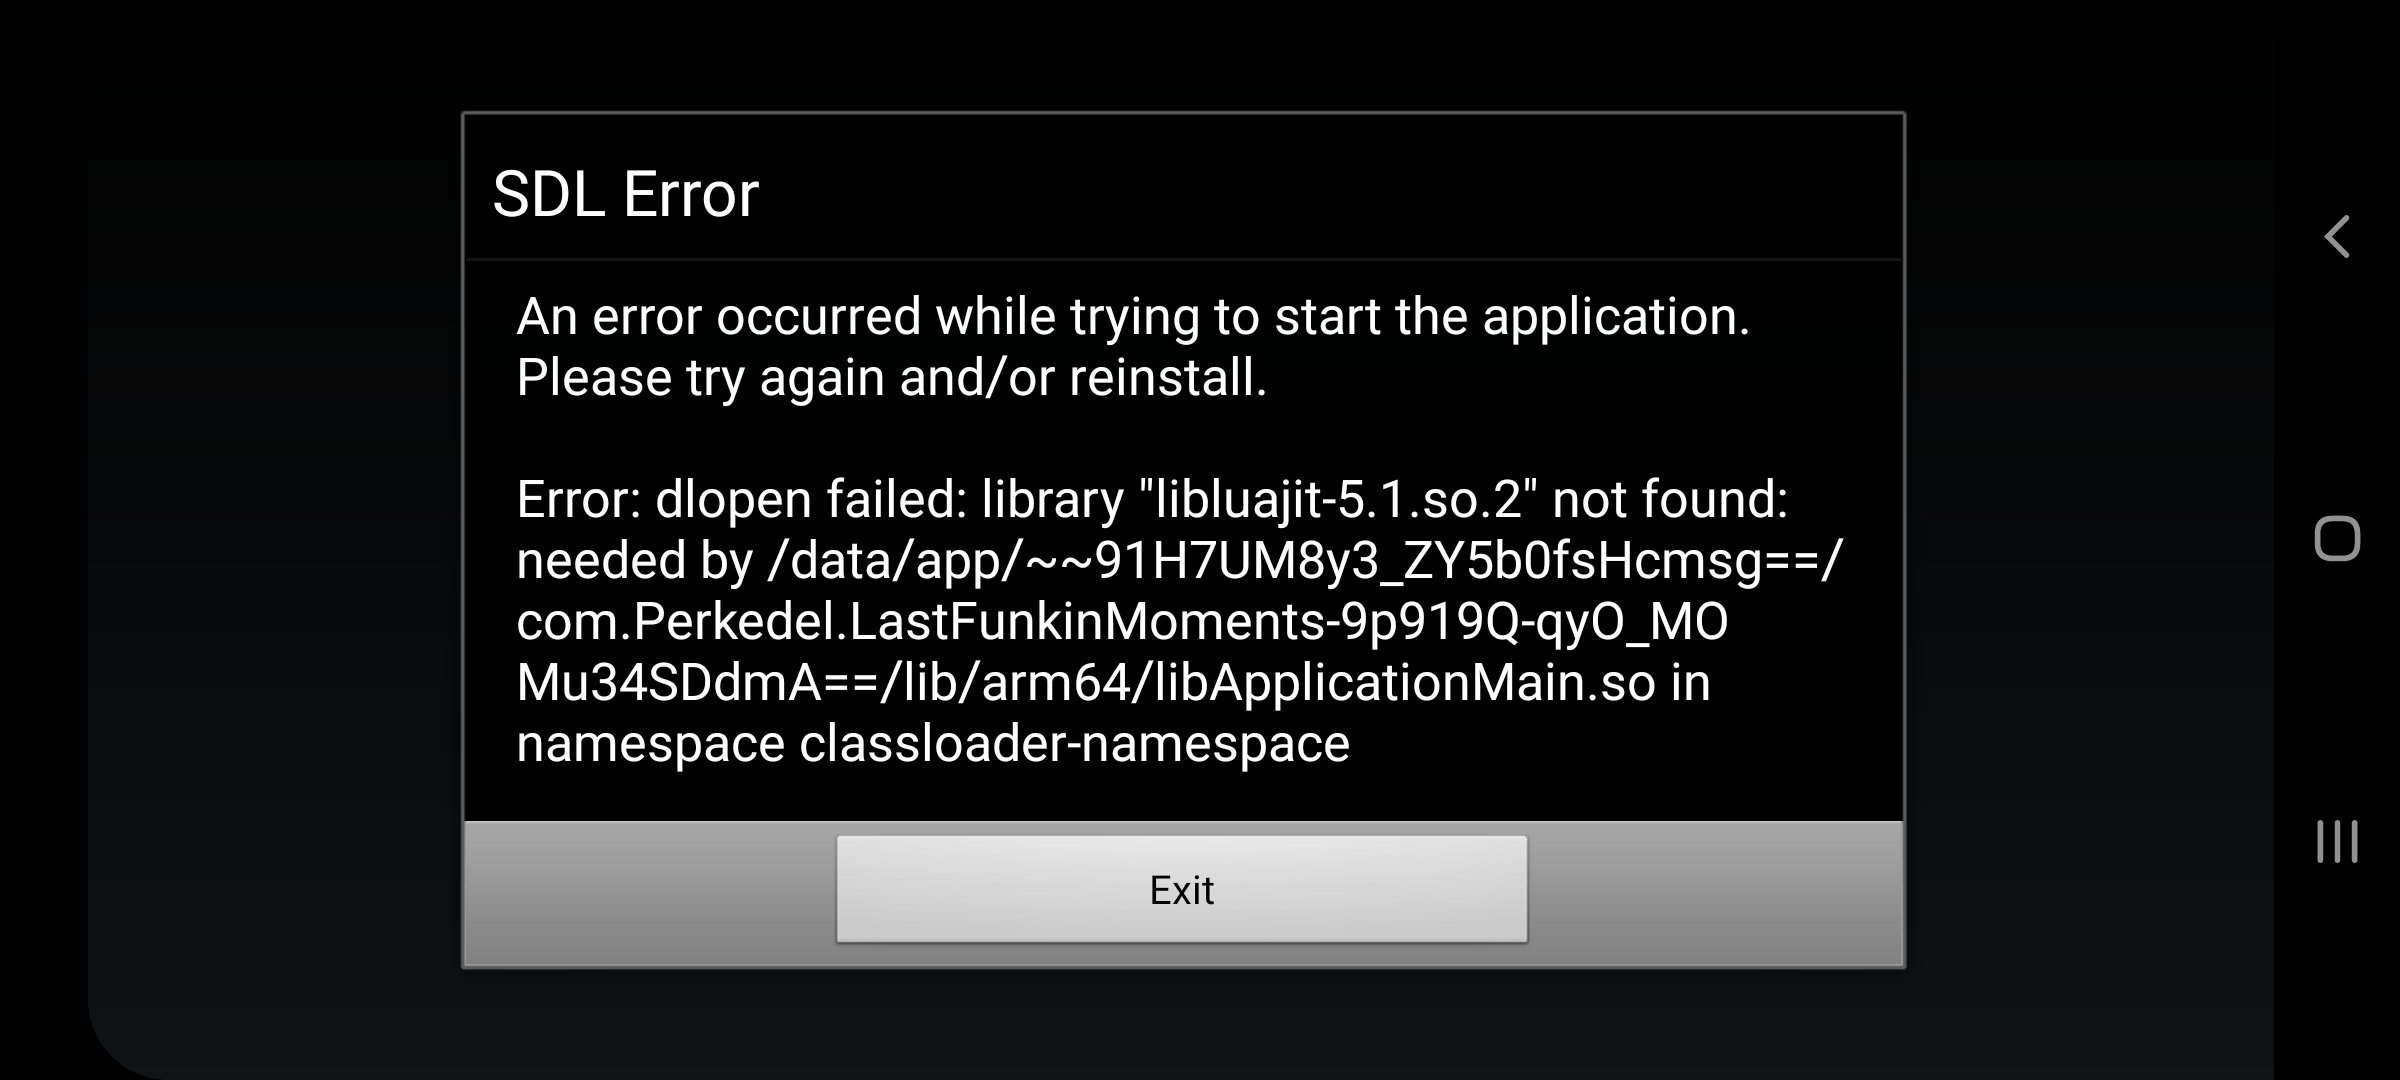 SDL Error
An error occurred while trying to start the application.
Please try again and/or reinstall.
Error: dlopen failed: library "libluajit-5.1.so.2" not found:
needed by /data/app/~~91H7UM8y3_ZY5b0fsHcmsg==/
com.Perkedel.LastFunkinMoments-9p919Q-qyO_MO
Mu34SDdmA==/lib/arm64/libApplicationMain.so in
namespace classloader-namespace
Exit